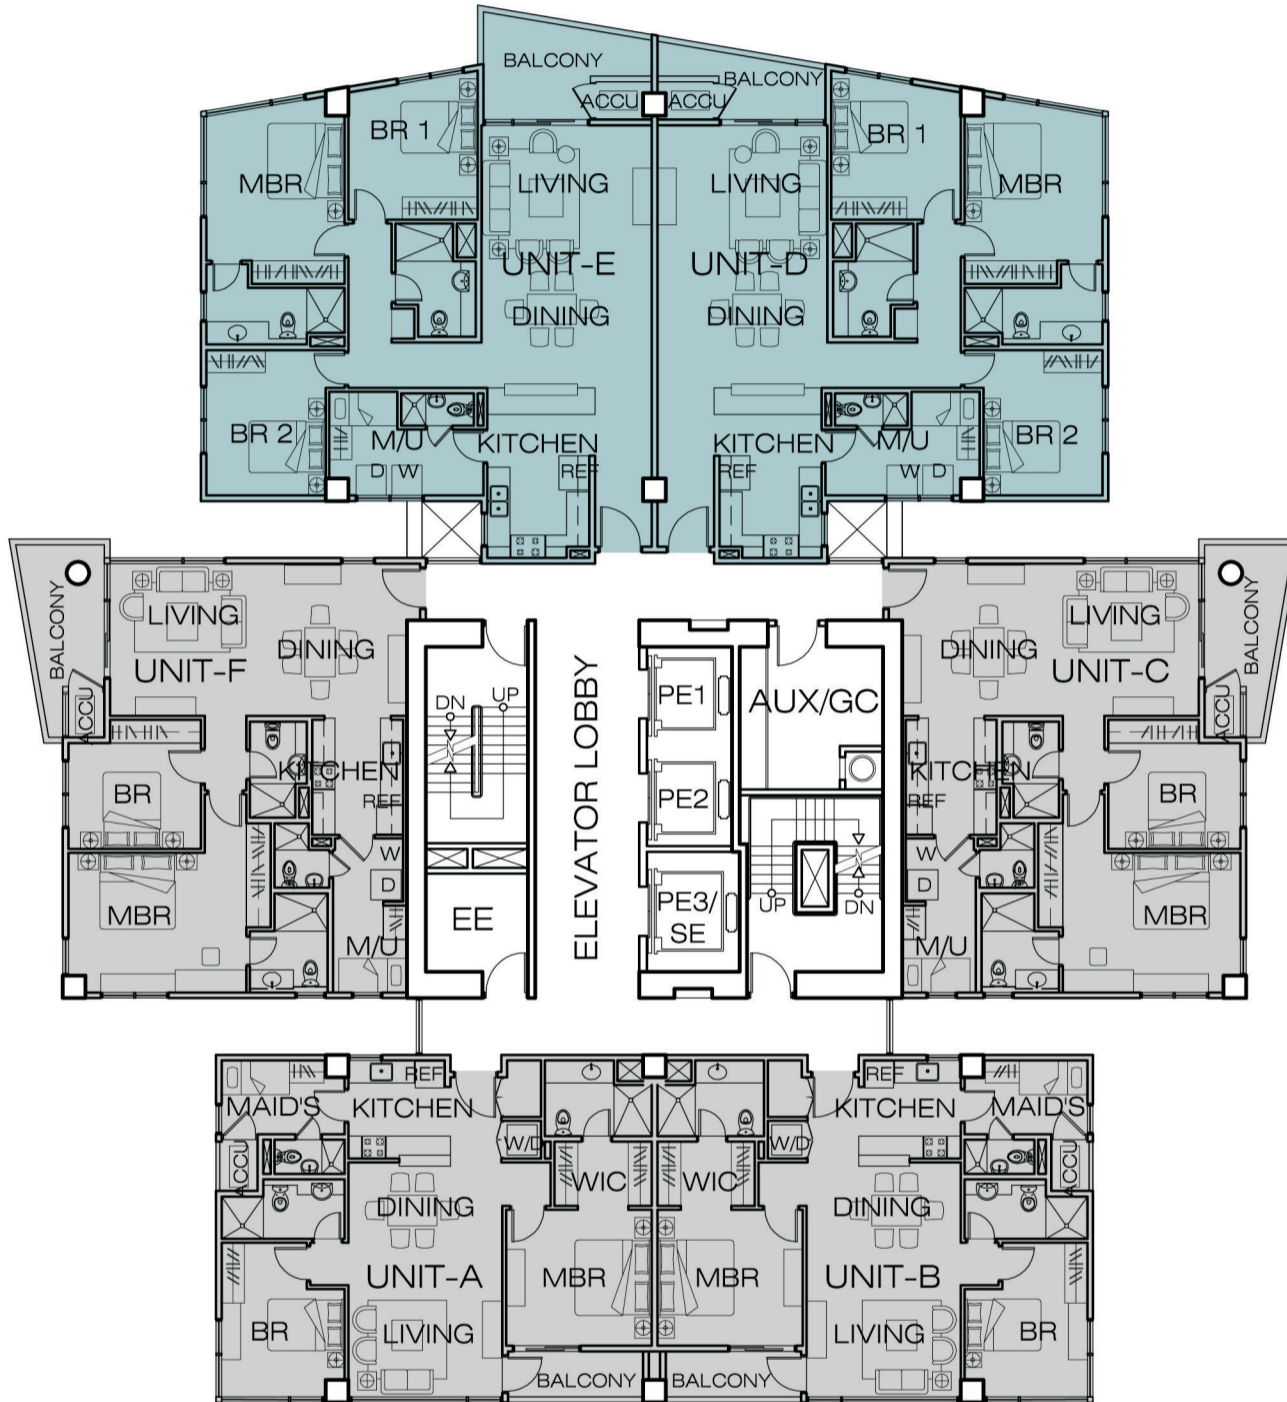 BALCONY
BALCONY
ACCU
ACCU
BR 1
BR 1
MBR
LIVING
LIVING
MBR
UNIT-E
UNIT-D
DINING
DINING
BR 2
M/U
KITCHEN
KITCHEN
M/U
BR 2
D
W
REF
REF
W
D
BALCONY
LIVING
DINING
UNIT-F
ACCU
KITCHEN
REF
BR
W
D
MBR
M/U
DN
UP
EE
ELEVATOR LOBBY
PE1
PE2
PE3/
SE
AUX/GC
UP
DN
LIVING
DINING
UNIT-C
BALCONY
ACCU
KITCHEN
REF
BR
W
D
MBR
M/U
REF
REF
MAID'S
KITCHEN
KITCHEN
MAID'S
ACCU
W/D
W/D
ACCU
WIC
WIC
DINING
DINING
UNIT-A
MBR
MBR
UNIT-B
BR
LIVING
LIVING
BR
BALCONY
BALCONY